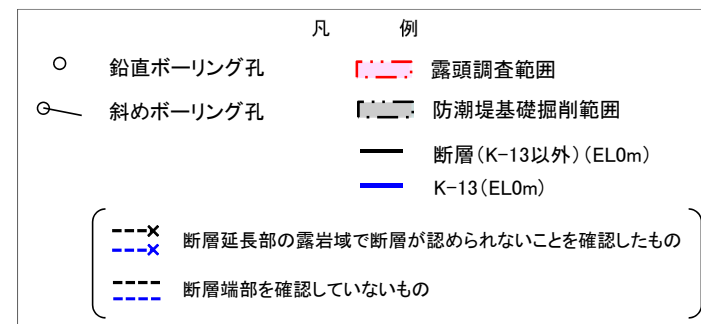 凡 例
鉛直ボーリング孔 露頭調査範囲
斜めボーリング孔 防潮堤基礎掘削範囲
断層(K-13以外)(EL0m)
K-13(EL0m)
断層延長部の露岩域で断層が認められないことを確認したもの
断層端部を確認していないもの